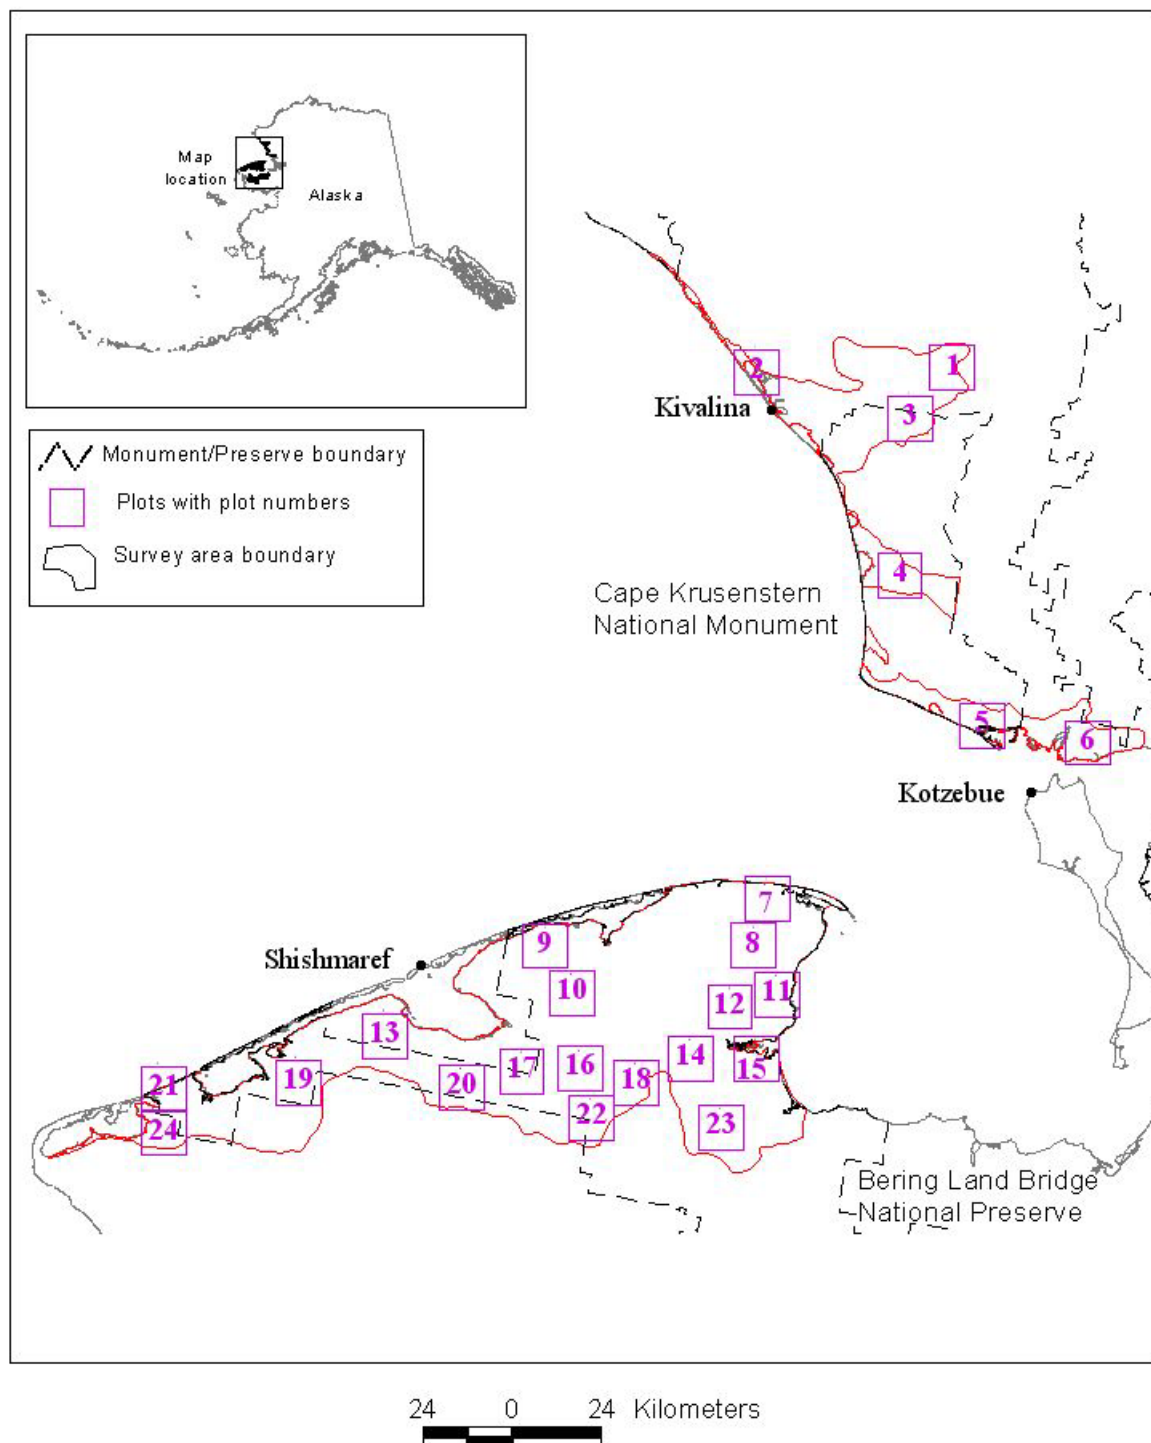 Map
location
Alaska
Monument/Preserve boundary
Plots with plot numbers
Survey area boundary
1
2
Kivalina
3
4
Cape Krusenstern
National Monument
5
6
Kotzebue
7
8
9
Shishmaref
10
11
12
13
14
15
16
17
18
19
20
21
22
23
24
Bering Land Bridge
National Preserve
24 0 24 Kilometers